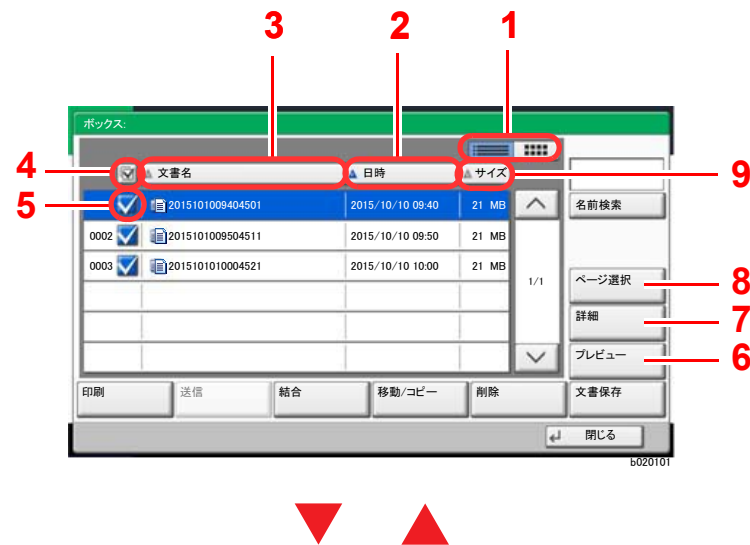 3 2 1
ボックス:
4 文書名 日時 サイズ 9
5 2015101009404501 2015/10/10 09:40 21 MB 名前検索
0002 2015101009504511 2015/10/10 09:50 21 MB
0003 2015101010004521 2015/10/10 10:00 21 MB
1/1 ページ選択 8
詳細 7
プレビュー 6
印刷 送信 結合 移動/コピー 削除 文書保存
閉じる
b020101